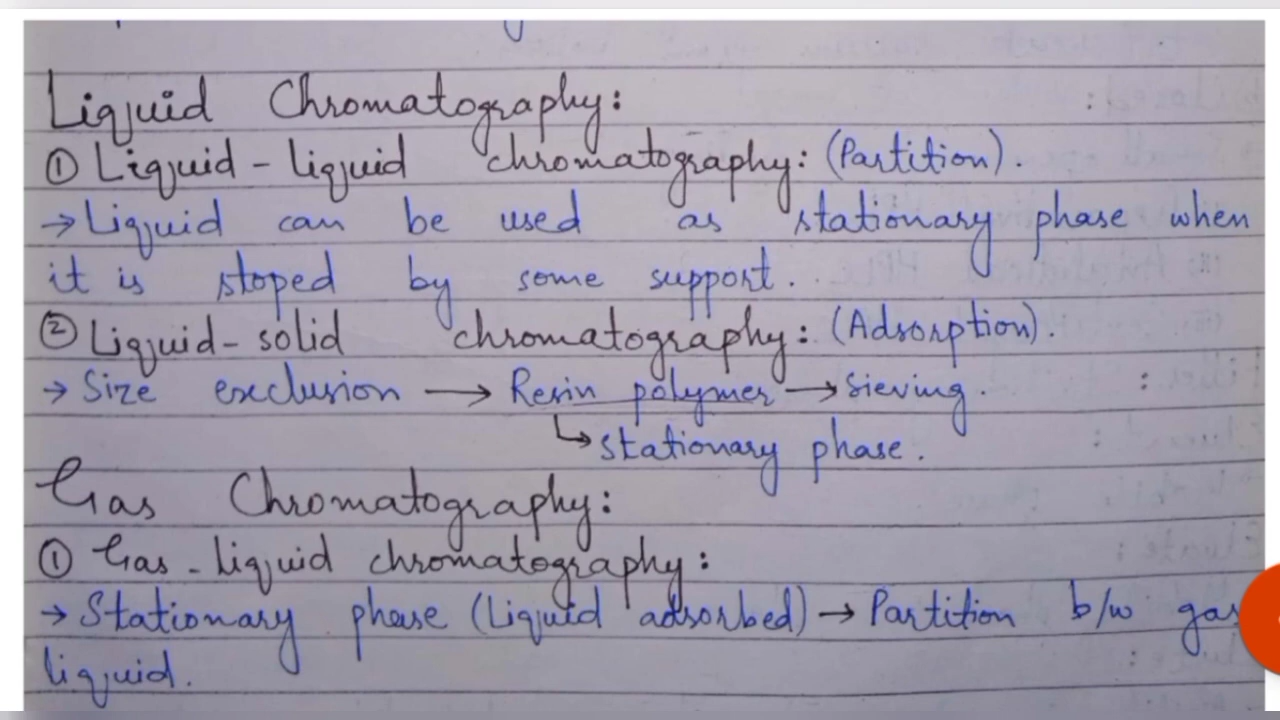 Liquid Chromatography:
① Liquid - liquid chromatography: (Partition).
→ Liquid can be used as stationary phase when
it is stoped by some support.
② Liquid - solid chromatography: (Adsorption).
→ Size exclusion → Resin polymer → Sieving.
↳ Stationary phase.
Gas Chromatography:
① Gas - liquid chromatography:
→ Stationary phase (Liquid adsorbed) → Partition b/w gas
liquid.